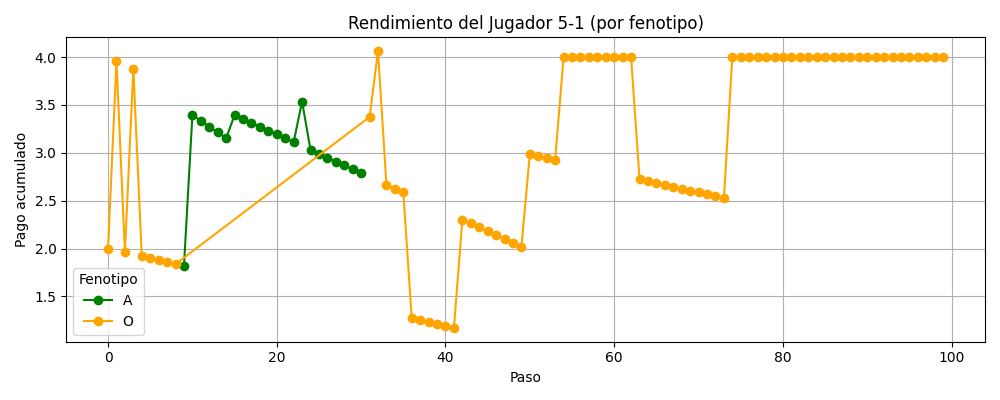 Rendimiento del Jugador 5-1 (por fenotipo)
Pago acumulado
4.0
3.5
3.0
2.5
2.0
1.5
Fenotipo
A
O
0 20 40 60 80 100
Paso